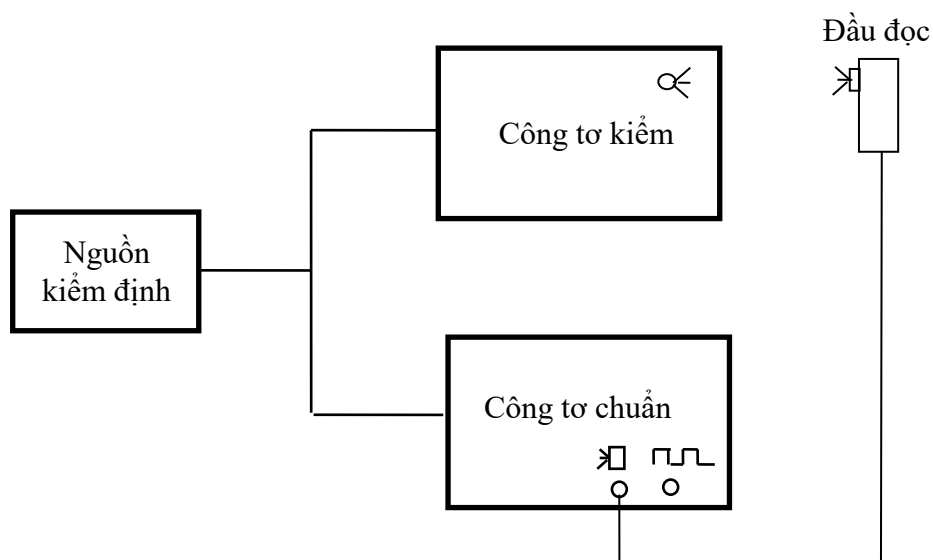 Đầu đọc
Công tơ kiểm
Nguồn
kiểm định
Công tơ chuẩn